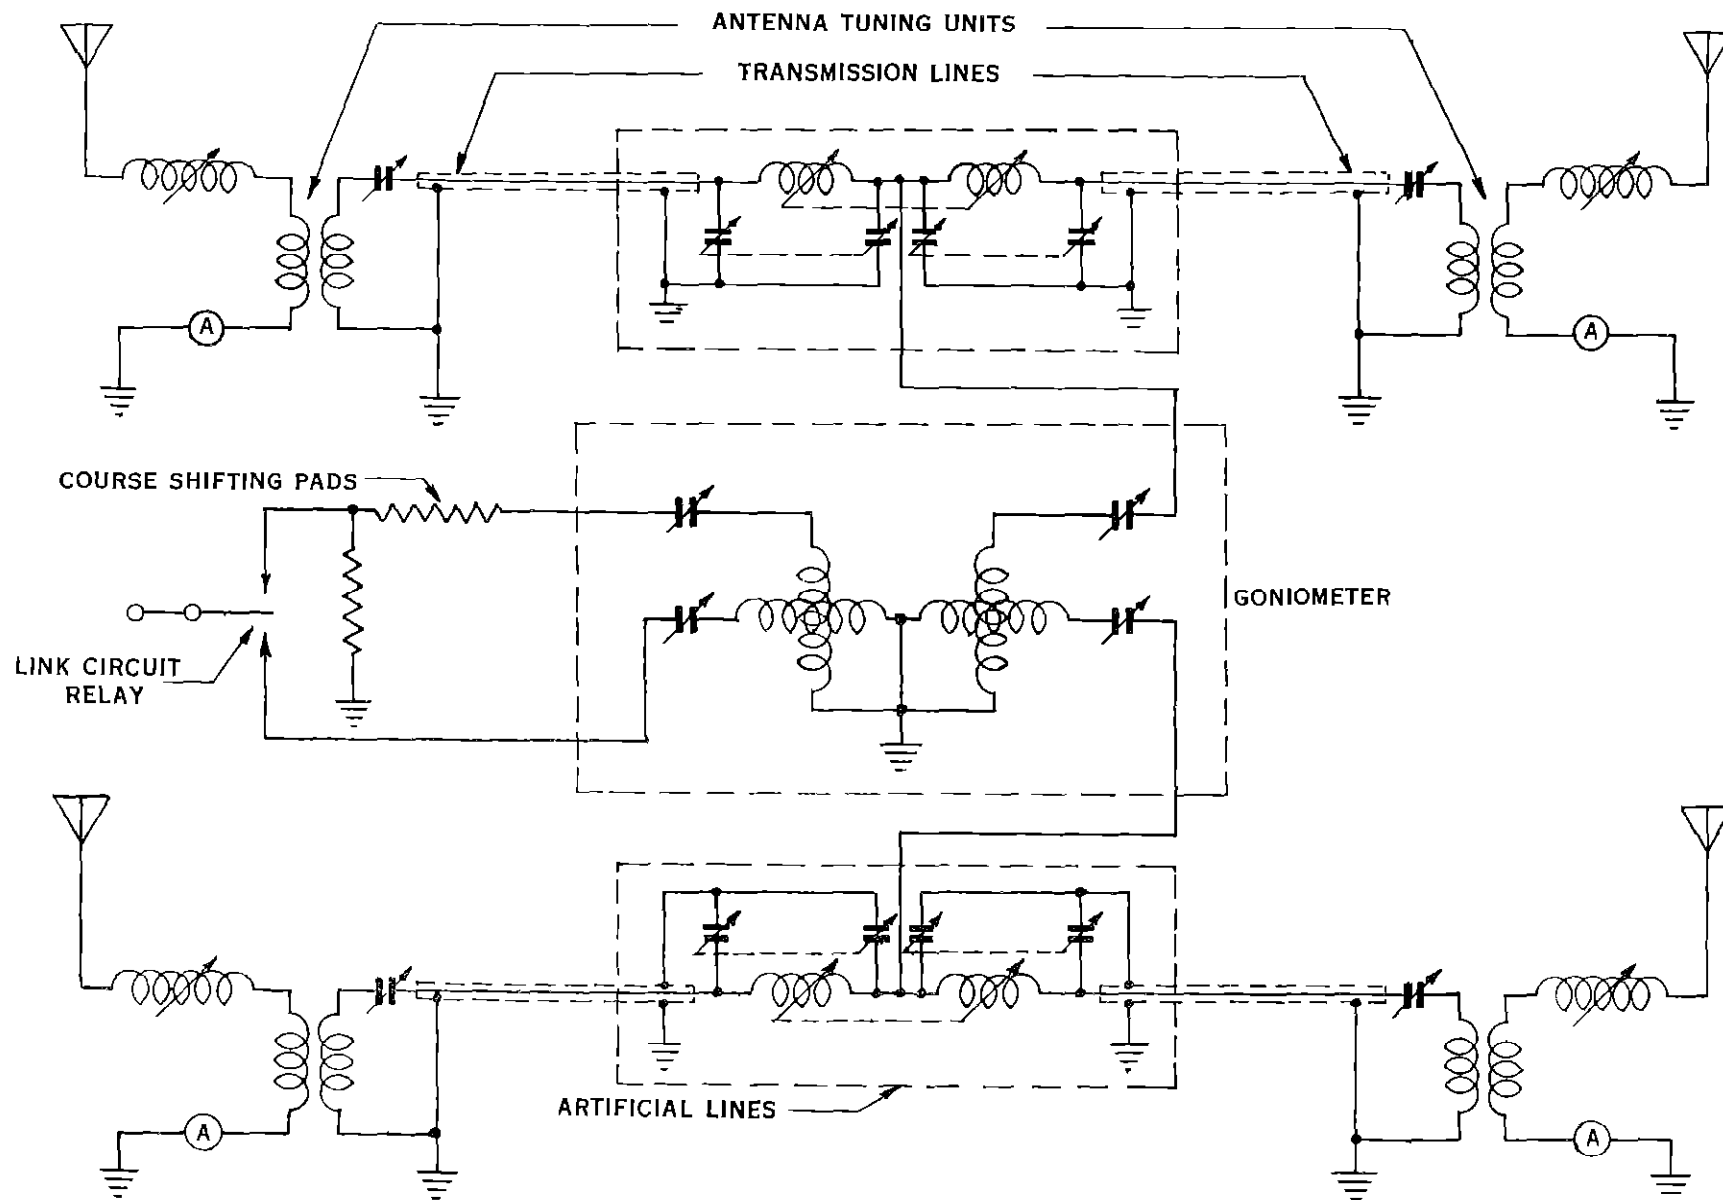 ANTENNA TUNING UNITS
TRANSMISSION LINES
A
A
COURSE SHIFTING PADS
GONIOMETER
LINK CIRCUIT
RELAY
ARTIFICIAL LINES
A
A